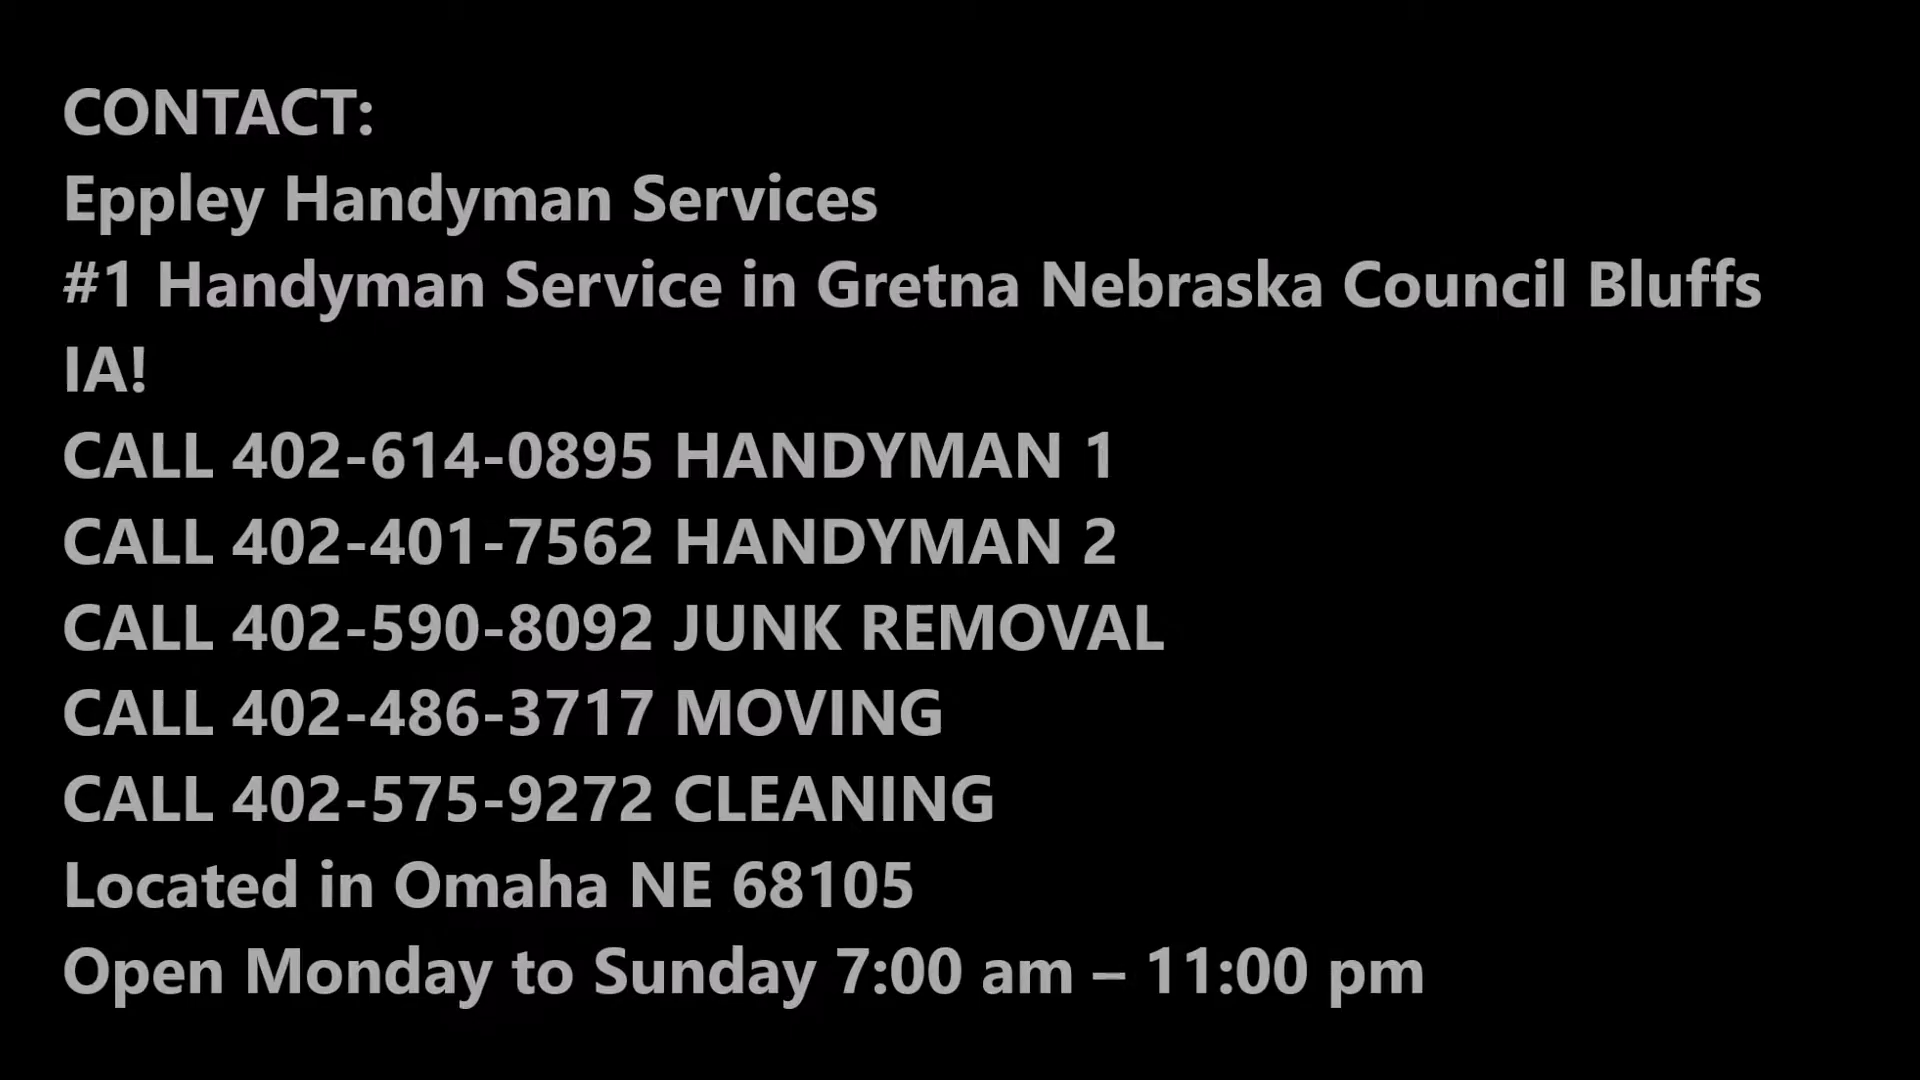 CONTACT:
Eppley Handyman Services
#1 Handyman Service in Gretna Nebraska Council Bluffs
IA!
CALL 402-614-0895 HANDYMAN 1
CALL 402-401-7562 HANDYMAN 2
CALL 402-590-8092 JUNK REMOVAL
CALL 402-486-3717 MOVING
CALL 402-575-9272 CLEANING
Located in Omaha NE 68105
Open Monday to Sunday 7:00 am – 11:00 pm